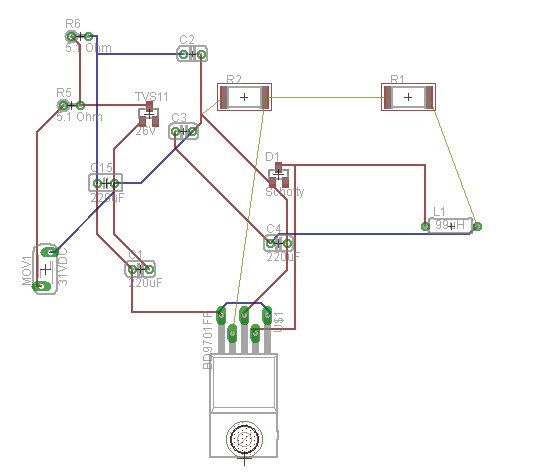 R6
5.1 Ohm
C2
R5
5.1 Ohm
TVS11
26V
R2
R1
C3
D1
Schotty
C15
220uF
L1
99uH
C4
220uF
MOV1
31VDC
C1
220uF
BD9701FP
U$1